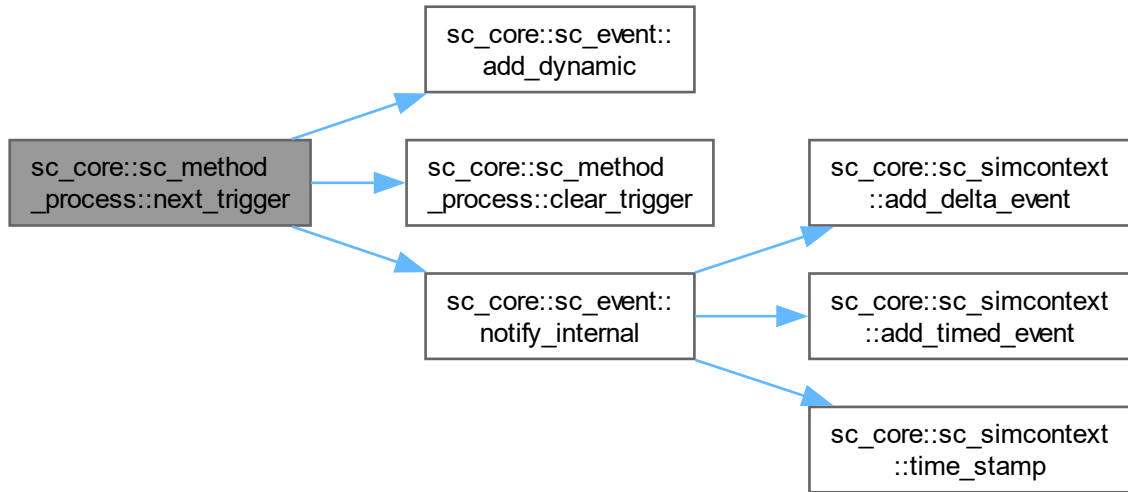 sc_core::sc_event::
add_dynamic
sc_core::sc_method
_process::next_trigger
sc_core::sc_method
_process::clear_trigger
sc_core::sc_event::
notify_internal
sc_core::sc_simcontext
::add_delta_event
sc_core::sc_simcontext
::add_timed_event
sc_core::sc_simcontext
::time_stamp